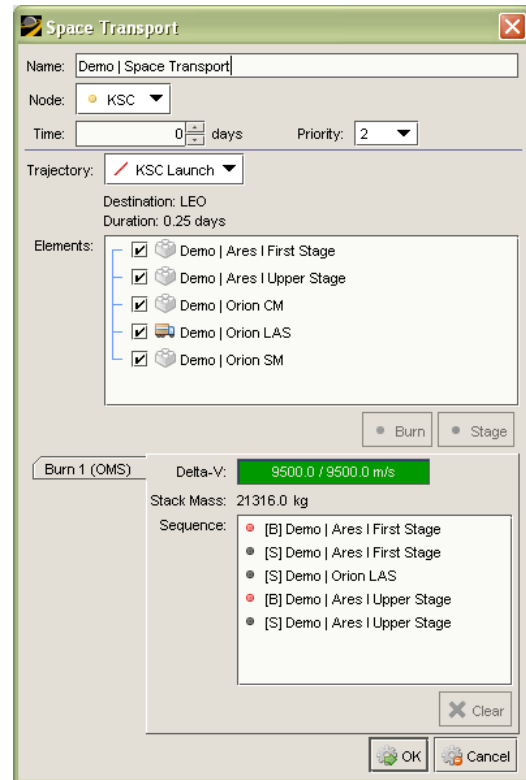 Space Transport
Name: Demo | Space Transport
Node: KSC
Time: 0 days Priority: 2
Trajectory: KSC Launch
Destination: LEO
Duration: 0.25 days
Elements: Demo | Ares I First Stage
Demo | Ares I Upper Stage
Demo | Orion CM
Demo | Orion LAS
Demo | Orion SM
Burn Stage
Burn 1 (OMS) Delta-V: 9500.0 / 9500.0 m/s
Stack Mass: 21316.0 kg
Sequence: [B] Demo | Ares I First Stage
[S] Demo | Ares I First Stage
[S] Demo | Orion LAS
[B] Demo | Ares I Upper Stage
[S] Demo | Ares I Upper Stage
Clear
OK Cancel